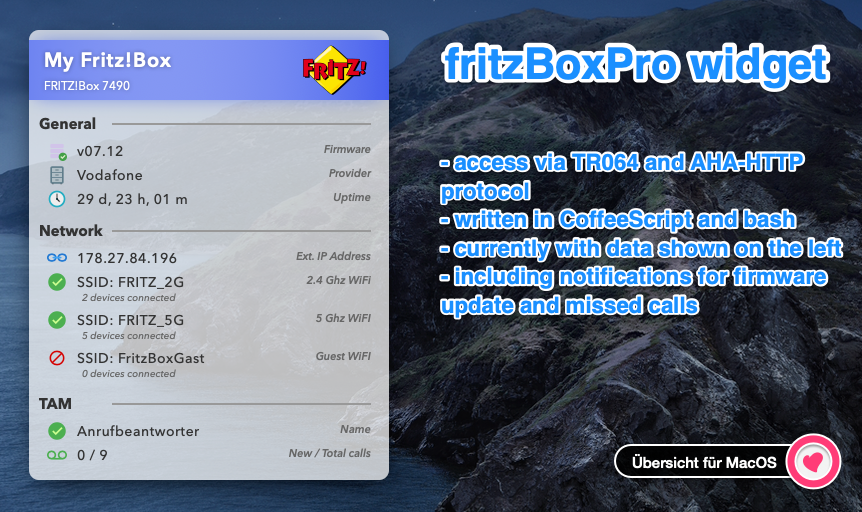 My Fritz!Box
FRITZ!Box 7490
FRITZ!
General
v07.12 Firmware
Vodafone Provider
29 d, 23 h, 01 m Uptime
Network
178.27.84.196 Ext. IP Address
SSID: FRITZ_2G 2.4 Ghz WiFi
2 devices connected
SSID: FRITZ_5G 5 Ghz WiFI
5 devices connected
SSID: FritzBoxGast Guest WiFI
0 devices connected
TAM
Anrufbeantworter Name
0 / 9 New / Total calls
fritzBoxPro widget
- access via TR064 and AHA-HTTP
protocol
- written in CoffeeScript and bash
- currently with data shown on the left
- including notifications for firmware
update and missed calls
Übersicht für MacOS